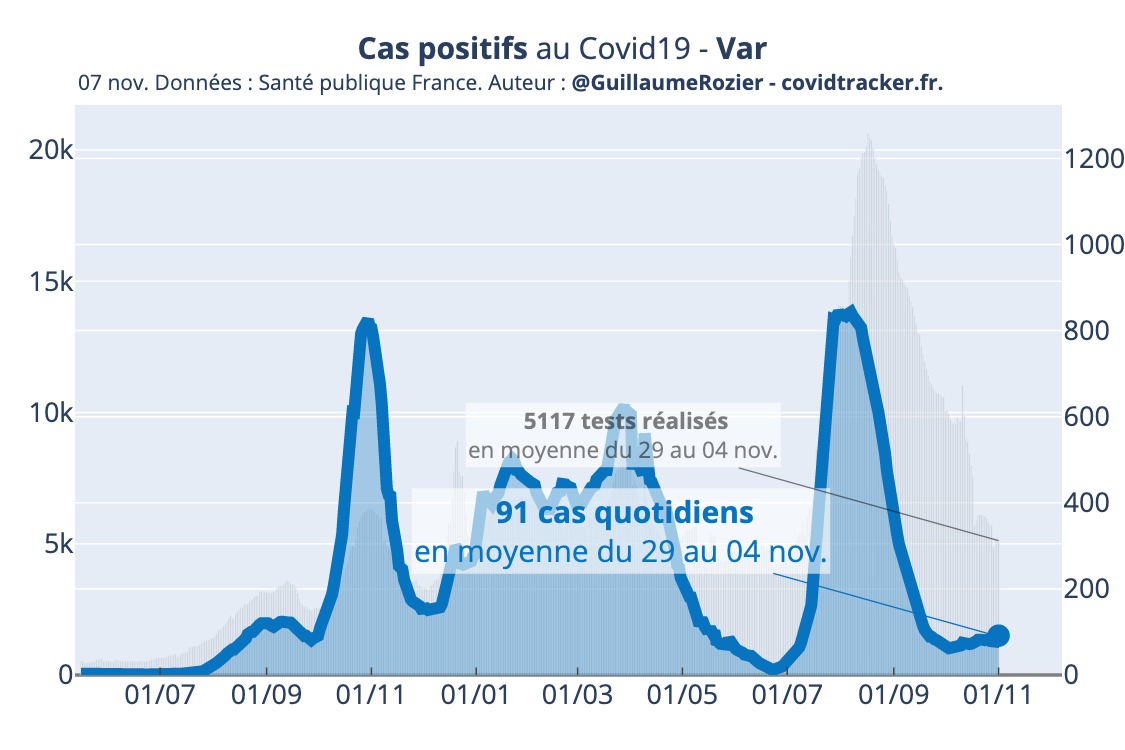 Cas positifs au Covid19 - Var
07 nov. Données : Santé publique France. Auteur : @GuillaumeRozier - covidtracker.fr.
20k
1200
1000
15k
800
10k
600
5117 tests réalisés
en moyenne du 29 au 04 nov.
400
91 cas quotidiens
5k
en moyenne du 29 au 04 nov.
200
0
0
01/07 01/09 01/11 01/01 01/03 01/05 01/07 01/09 01/11